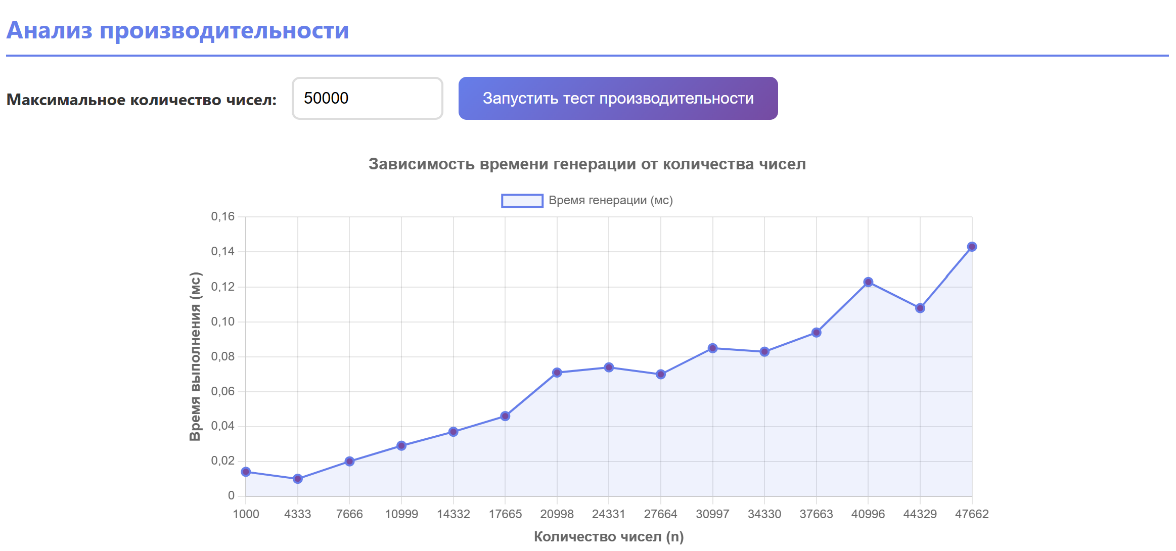 Анализ производительности
Максимальное количество чисел: 50000 Запустить тест производительности
Зависимость времени генерации от количества чисел
Время генерации (мс)
Время выполнения (мс)
0,16
0,14
0,12
0,10
0,08
0,06
0,04
0,02
0
1000 4333 7666 10999 14332 17665 20998 24331 27664 30997 34330 37663 40996 44329 47662
Количество чисел (n)